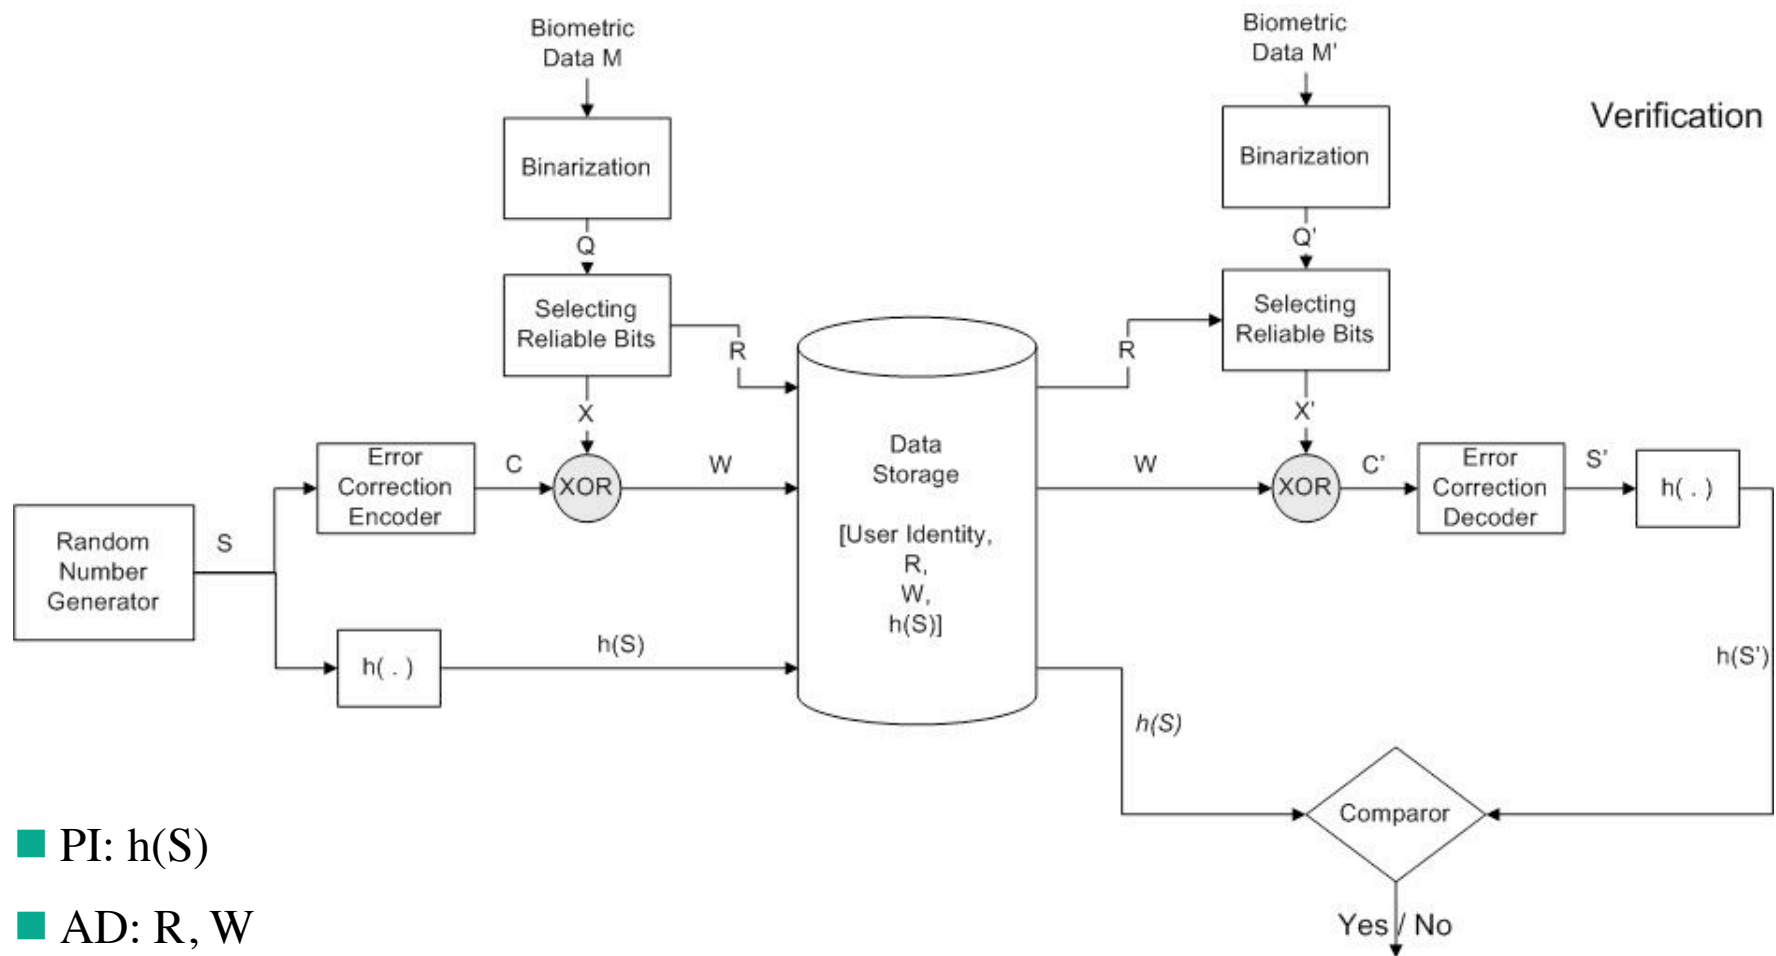 Biometric
Data M
Biometric
Data M'
Verification
Binarization
Binarization
Q
Q'
Selecting
Reliable Bits
Selecting
Reliable Bits
R
R
X
X'
Error
Correction
Encoder
C
XOR
W
Data
Storage
[User Identity,
R,
W,
h(S)]
W
XOR
C'
Error
Correction
Decoder
S'
h( . )
Random
Number
Generator
S
h( . )
h(S)
h(S)
h(S')
Comparor
Yes / No
PI: h(S)
AD: R, W